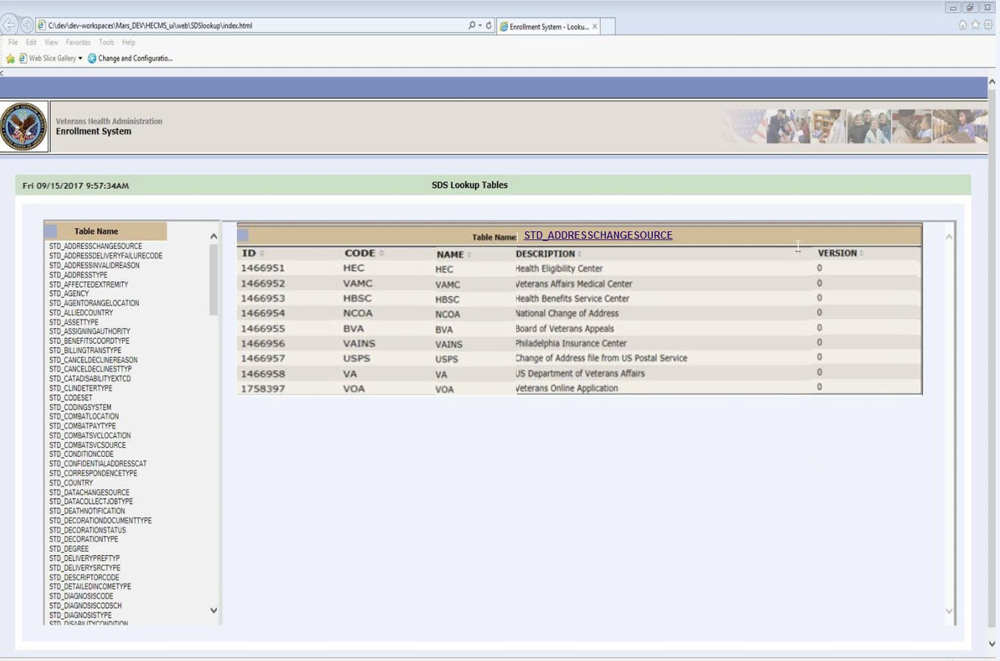 C:\dev\dev-workspaces\Mars_DEV\HECMS_ui\web\SDSlookup\index.html
Enrollment System - Looku...
File Edit View Favorites Tools Help
Web Slice Gallery
Change and Configuratio...
Veterans Health Administration
Enrollment System
Fri 09/15/2017 9:57:34AM
SDS Lookup Tables
Table Name
STD_ADDRESSCHANGESOURCE
STD_ADDRESSDELIVERYFAILURECODE
STD_ADDRESSINVALIDREASON
STD_ADDRESSTYPE
STD_AFFECTEDEXTREMITY
STD_AGENCY
STD_AGENTORANGELOCATION
STD_ALLIEDCOUNTRY
STD_ASSETTYPE
STD_ASSIGNINGAUTHORITY
STD_BENEFITSCOORDTYPE
STD_BILLINGTRANSTYPE
STD_CANCELDECLINEREASON
STD_CANCELDECLINESTTYP
STD_CATADISABILITYEXTCD
STD_CLINDETERTYPE
STD_CODESET
STD_CODINGSYSTEM
STD_COMBATLOCATION
STD_COMBATPAYTYPE
STD_COMBATSVCLOCATION
STD_COMBATSVCSOURCE
STD_CONDITIONCODE
STD_CONFIDENTIALADDRESSCAT
STD_CORRESPONDENCETYPE
STD_COUNTRY
STD_DATACHANGESOURCE
STD_DATACOLLECTJOBTYPE
STD_DEATHNOTIFICATION
STD_DECORATIONDOCUMENTTYPE
STD_DECORATIONSTATUS
STD_DECORATIONTYPE
STD_DEGREE
STD_DELIVERYPREFTYP
STD_DELIVERYSRCTYPE
STD_DESCRIPTORCODE
STD_DETAILEDINCOMETYPE
STD_DIAGNOSISCODE
STD_DIAGNOSISCODSCH
STD_DIAGNOSISTYPE
STD_DISABILITYCONDITION
Table Name: STD_ADDRESSCHANGESOURCE
ID CODE NAME DESCRIPTION VERSION
1466951 HEC HEC Health Eligibility Center 0
1466952 VAMC VAMC Veterans Affairs Medical Center 0
1466953 HBSC HBSC Health Benefits Service Center 0
1466954 NCOA NCOA National Change of Address 0
1466955 BVA BVA Board of Veterans Appeals 0
1466956 VAINS VAINS Philadelphia Insurance Center 0
1466957 USPS USPS Change of Address file from US Postal Service 0
1466958 VA VA US Department of Veterans Affairs 0
1758397 VOA VOA Veterans Online Application 0